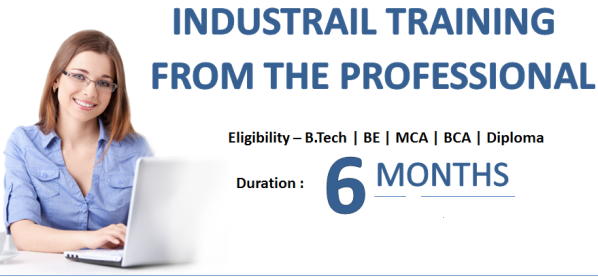 INDUSTRAIL TRAINING
FROM THE PROFESSIONAL
Eligibility – B.Tech | BE | MCA | BCA | Diploma
Duration : 6 MONTHS